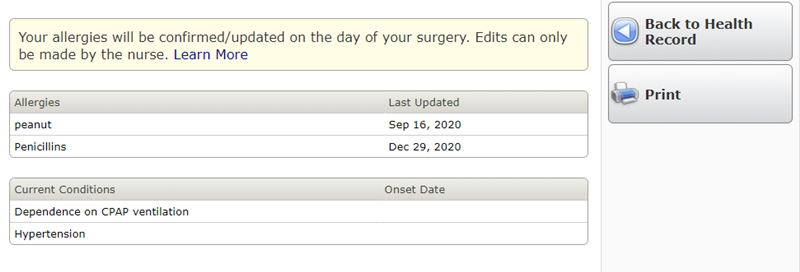 Your allergies will be confirmed/updated on the day of your surgery. Edits can only
be made by the nurse. Learn More
Allergies Last Updated
peanut Sep 16, 2020
Penicillins Dec 29, 2020
Current Conditions Onset Date
Dependence on CPAP ventilation
Hypertension
Back to Health
Record
Print